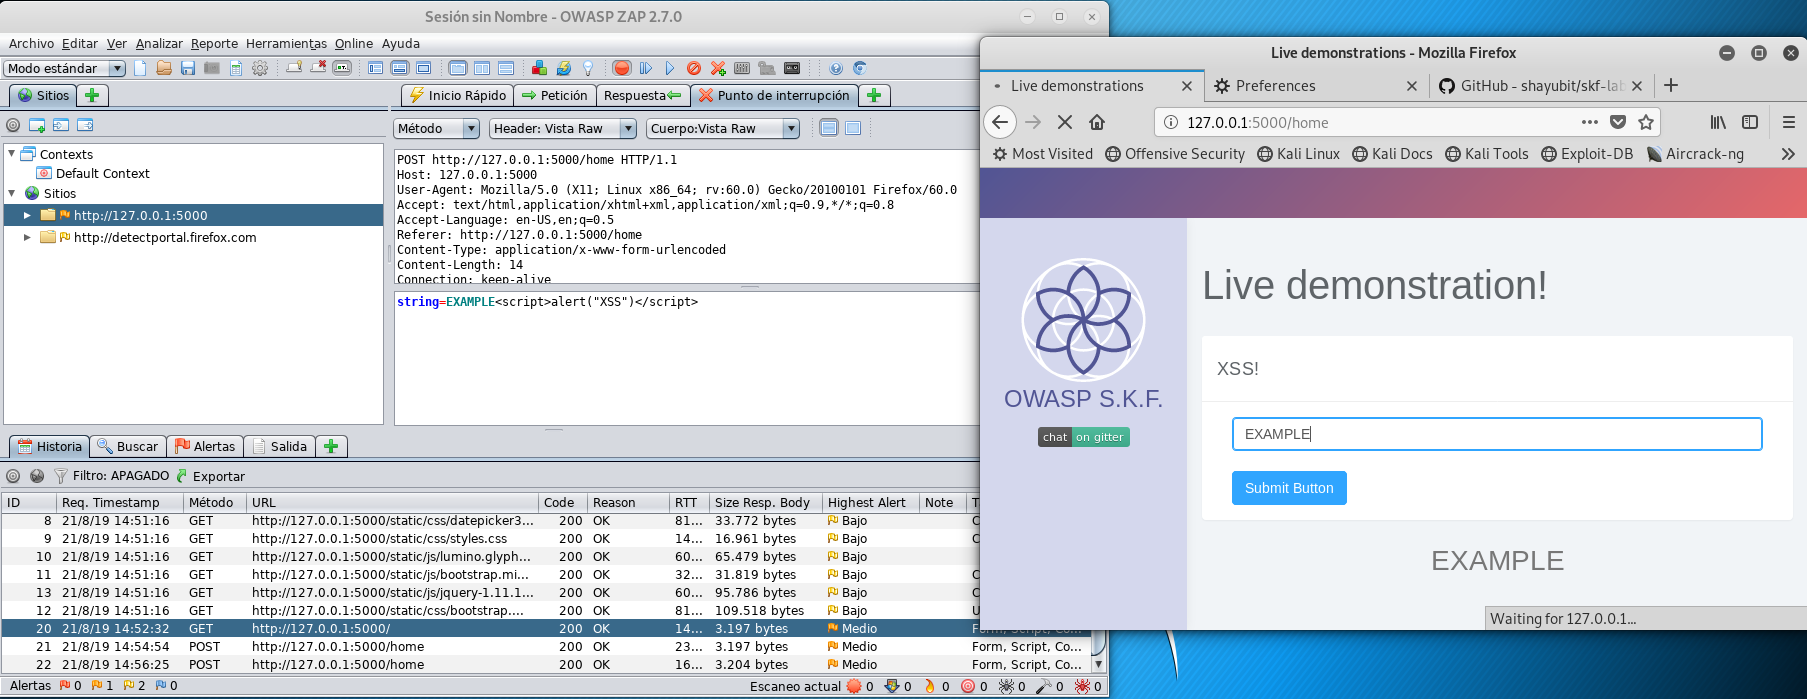 Sesión sin Nombre - OWASP ZAP 2.7.0
Archivo Editar Ver Analizar Reporte Herramientas Online Ayuda
Modo estándar
Sitios
Inicio Rápido Petición Respuesta Punto de interrupción
Método Header: Vista Raw Cuerpo:Vista Raw
Contexts
Default Context
Sitios
http://127.0.0.1:5000
http://detectportal.firefox.com
POST http://127.0.0.1:5000/home HTTP/1.1
Host: 127.0.0.1:5000
User-Agent: Mozilla/5.0 (X11; Linux x86_64; rv:60.0) Gecko/20100101 Firefox/60.0
Accept: text/html,application/xhtml+xml,application/xml;q=0.9,*/*;q=0.8
Accept-Language: en-US,en;q=0.5
Referer: http://127.0.0.1:5000/home
Content-Type: application/x-www-form-urlencoded
Content-Length: 14
Connection: keep-alive
string=EXAMPLE<script>alert("XSS")</script>
Historia Buscar Alertas Salida
Filtro: APAGADO Exportar
ID Req. Timestamp Método URL Code Reason RTT Size Resp. Body Highest Alert Note T
8 21/8/19 14:51:16 GET http://127.0.0.1:5000/static/css/datepicker3... 200 OK 81... 33.772 bytes Bajo C
9 21/8/19 14:51:16 GET http://127.0.0.1:5000/static/css/styles.css 200 OK 14... 16.961 bytes Bajo C
10 21/8/19 14:51:16 GET http://127.0.0.1:5000/static/js/lumino.glyph... 200 OK 60... 65.479 bytes Bajo
11 21/8/19 14:51:16 GET http://127.0.0.1:5000/static/js/bootstrap.mi... 200 OK 32... 31.819 bytes Bajo C
13 21/8/19 14:51:16 GET http://127.0.0.1:5000/static/js/jquery-1.11.1... 200 OK 60... 95.786 bytes Bajo C
12 21/8/19 14:51:16 GET http://127.0.0.1:5000/static/css/bootstrap.... 200 OK 81... 109.518 bytes Bajo U
20 21/8/19 14:52:32 GET http://127.0.0.1:5000/ 200 OK 14... 3.197 bytes Medio Form, Script, Co...
21 21/8/19 14:54:54 POST http://127.0.0.1:5000/home 200 OK 23... 3.197 bytes Medio Form, Script, Co...
22 21/8/19 14:56:25 POST http://127.0.0.1:5000/home 200 OK 16... 3.204 bytes Medio Form, Script, Co...
Alertas 0 1 2 0 Escaneo actual 0 0 0 0 0 0 0
Live demonstrations - Mozilla Firefox
Live demonstrations Preferences GitHub - shayubit/skf-lab
127.0.0.1:5000/home
Most Visited Offensive Security Kali Linux Kali Docs Kali Tools Exploit-DB Aircrack-ng
OWASP S.K.F.
chat on gitter
Live demonstration!
XSS!
EXAMPLE
Submit Button
EXAMPLE
Waiting for 127.0.0.1...